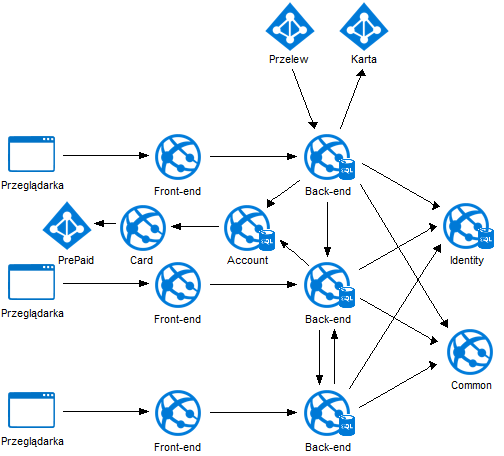 Przelew
Karta
Przeglądarka
Front-end
SQL
Back-end
PrePaid
Card
SQL
Account
SQL
Identity
Przeglądarka
Front-end
SQL
Back-end
Common
Przeglądarka
Front-end
SQL
Back-end